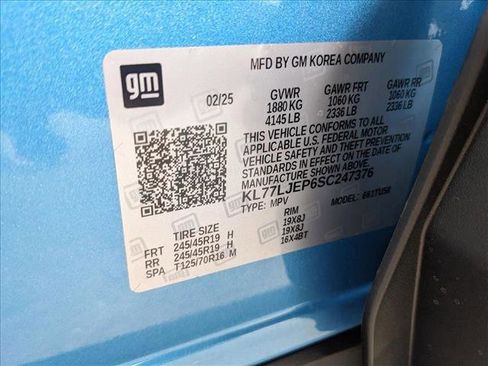 gm
MFD BY GM KOREA COMPANY
02/25 GVWR GAWR FRT GAWR RR
1880 KG 1060 KG 1060 KG
4145 LB 2336 LB 2336 LB
THIS VEHICLE CONFORMS TO ALL
APPLICABLE U.S. FEDERAL MOTOR
VEHICLE SAFETY AND THEFT PREVENTION
STANDARDS IN EFFECT ON THE DATE OF
MANUFACTURE SHOWN ABOVE.
KL77LJEP6SC247376
TYPE: MPV MODEL:
TIRE SIZE RIM
FRT 245/45R19 H 19X8J
RR 245/45R19 H 19X8J
SPA T125/70R16 M 16X4BT